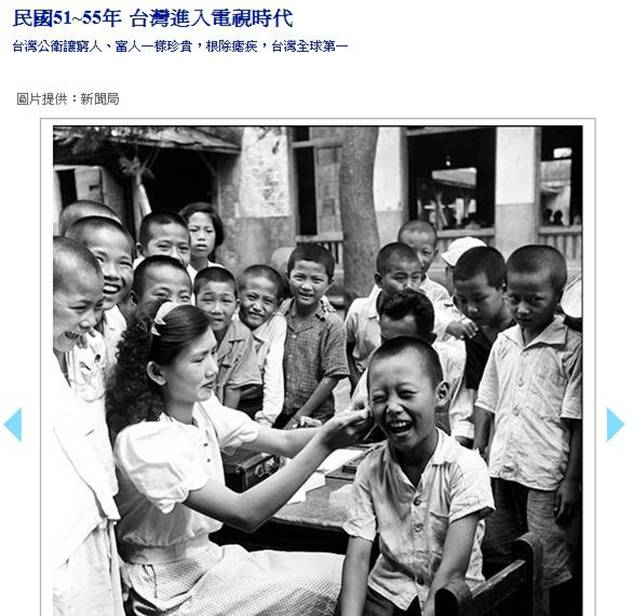 民國51~55年 台灣進入電視時代
台灣公衛讓窮人、富人一樣珍貴，根除瘧疾，台灣全球第一
圖片提供：新聞局